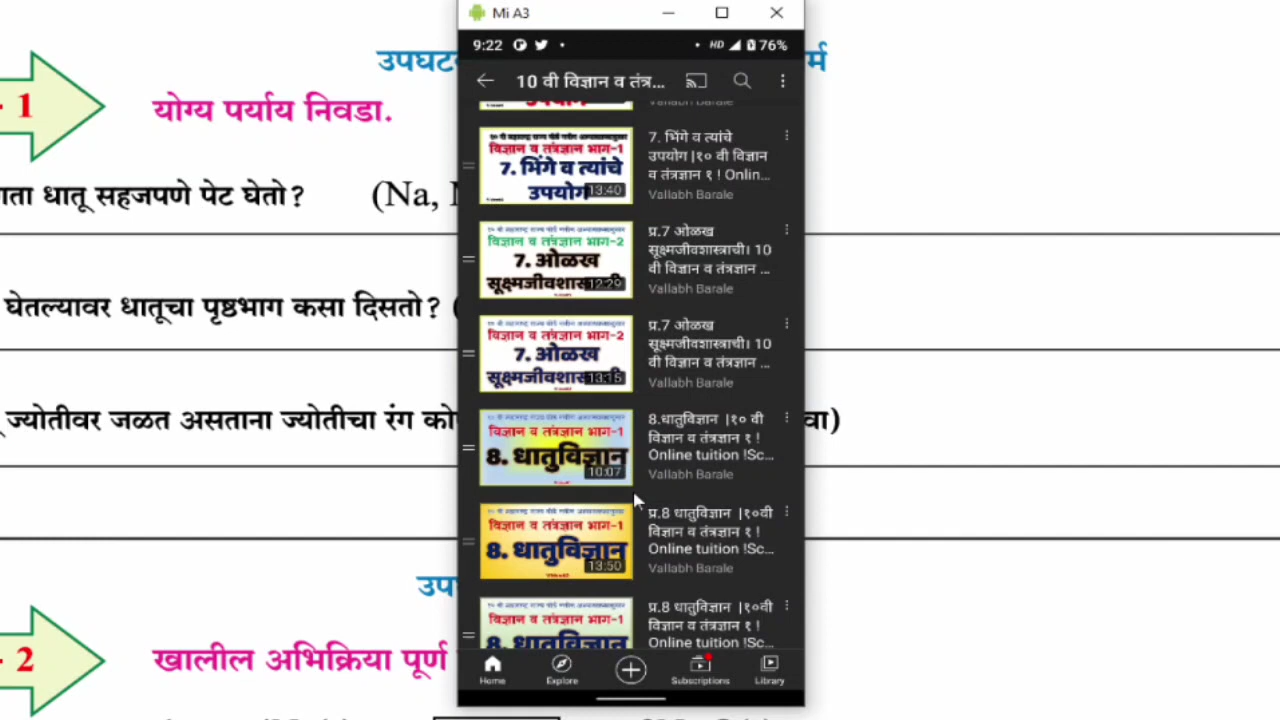 Mi A3
9:22 HD 76%
10 वी विज्ञान व तंत्र...
Vallabh Barale
विज्ञान व तंत्रज्ञान भाग-1
7. भिंगे व त्यांचे
उपयोग
13:40
7. भिंगे व त्यांचे
उपयोग |१० वी विज्ञान
व तंत्रज्ञान १ ! Onlin...
Vallabh Barale
विज्ञान व तंत्रज्ञान भाग-2
7. ओळख
12:29
प्र.7 ओळख
सूक्ष्मजीवशास्त्राची। 10
वी विज्ञान व तंत्रज्ञान ...
Vallabh Barale
विज्ञान व तंत्रज्ञान भाग-2
7. ओळख
13:15
प्र.7 ओळख
सूक्ष्मजीवशास्त्राची। 10
वी विज्ञान व तंत्रज्ञान ...
Vallabh Barale
विज्ञान व तंत्रज्ञान भाग-1
8. धातुविज्ञान
10:07
8.धातुविज्ञान |१० वी
विज्ञान व तंत्रज्ञान १ !
Online tuition !Sc...
Vallabh Barale
विज्ञान व तंत्रज्ञान भाग-1
8. धातुविज्ञान
13:50
प्र.8 धातुविज्ञान |१०वी
विज्ञान व तंत्रज्ञान १ !
Online tuition !Sc...
Vallabh Barale
विज्ञान व तंत्रज्ञान भाग-1
8. धातुविज्ञान
प्र.8 धातुविज्ञान |१०वी
विज्ञान व तंत्रज्ञान १ !
Online tuition !Sc...
Home Explore Subscriptions Library
उपघट
र्म
- 1 योग्य पर्याय निवडा.
ता धातू सहजपणे पेट घेतो? (Na,
घेतल्यावर धातूचा पृष्ठभाग कसा दिसतो? (
ज्योतीवर जळत असताना ज्योतीचा रंग को
वा)
उप
- 2 खालील अभिक्रिया पूर्ण